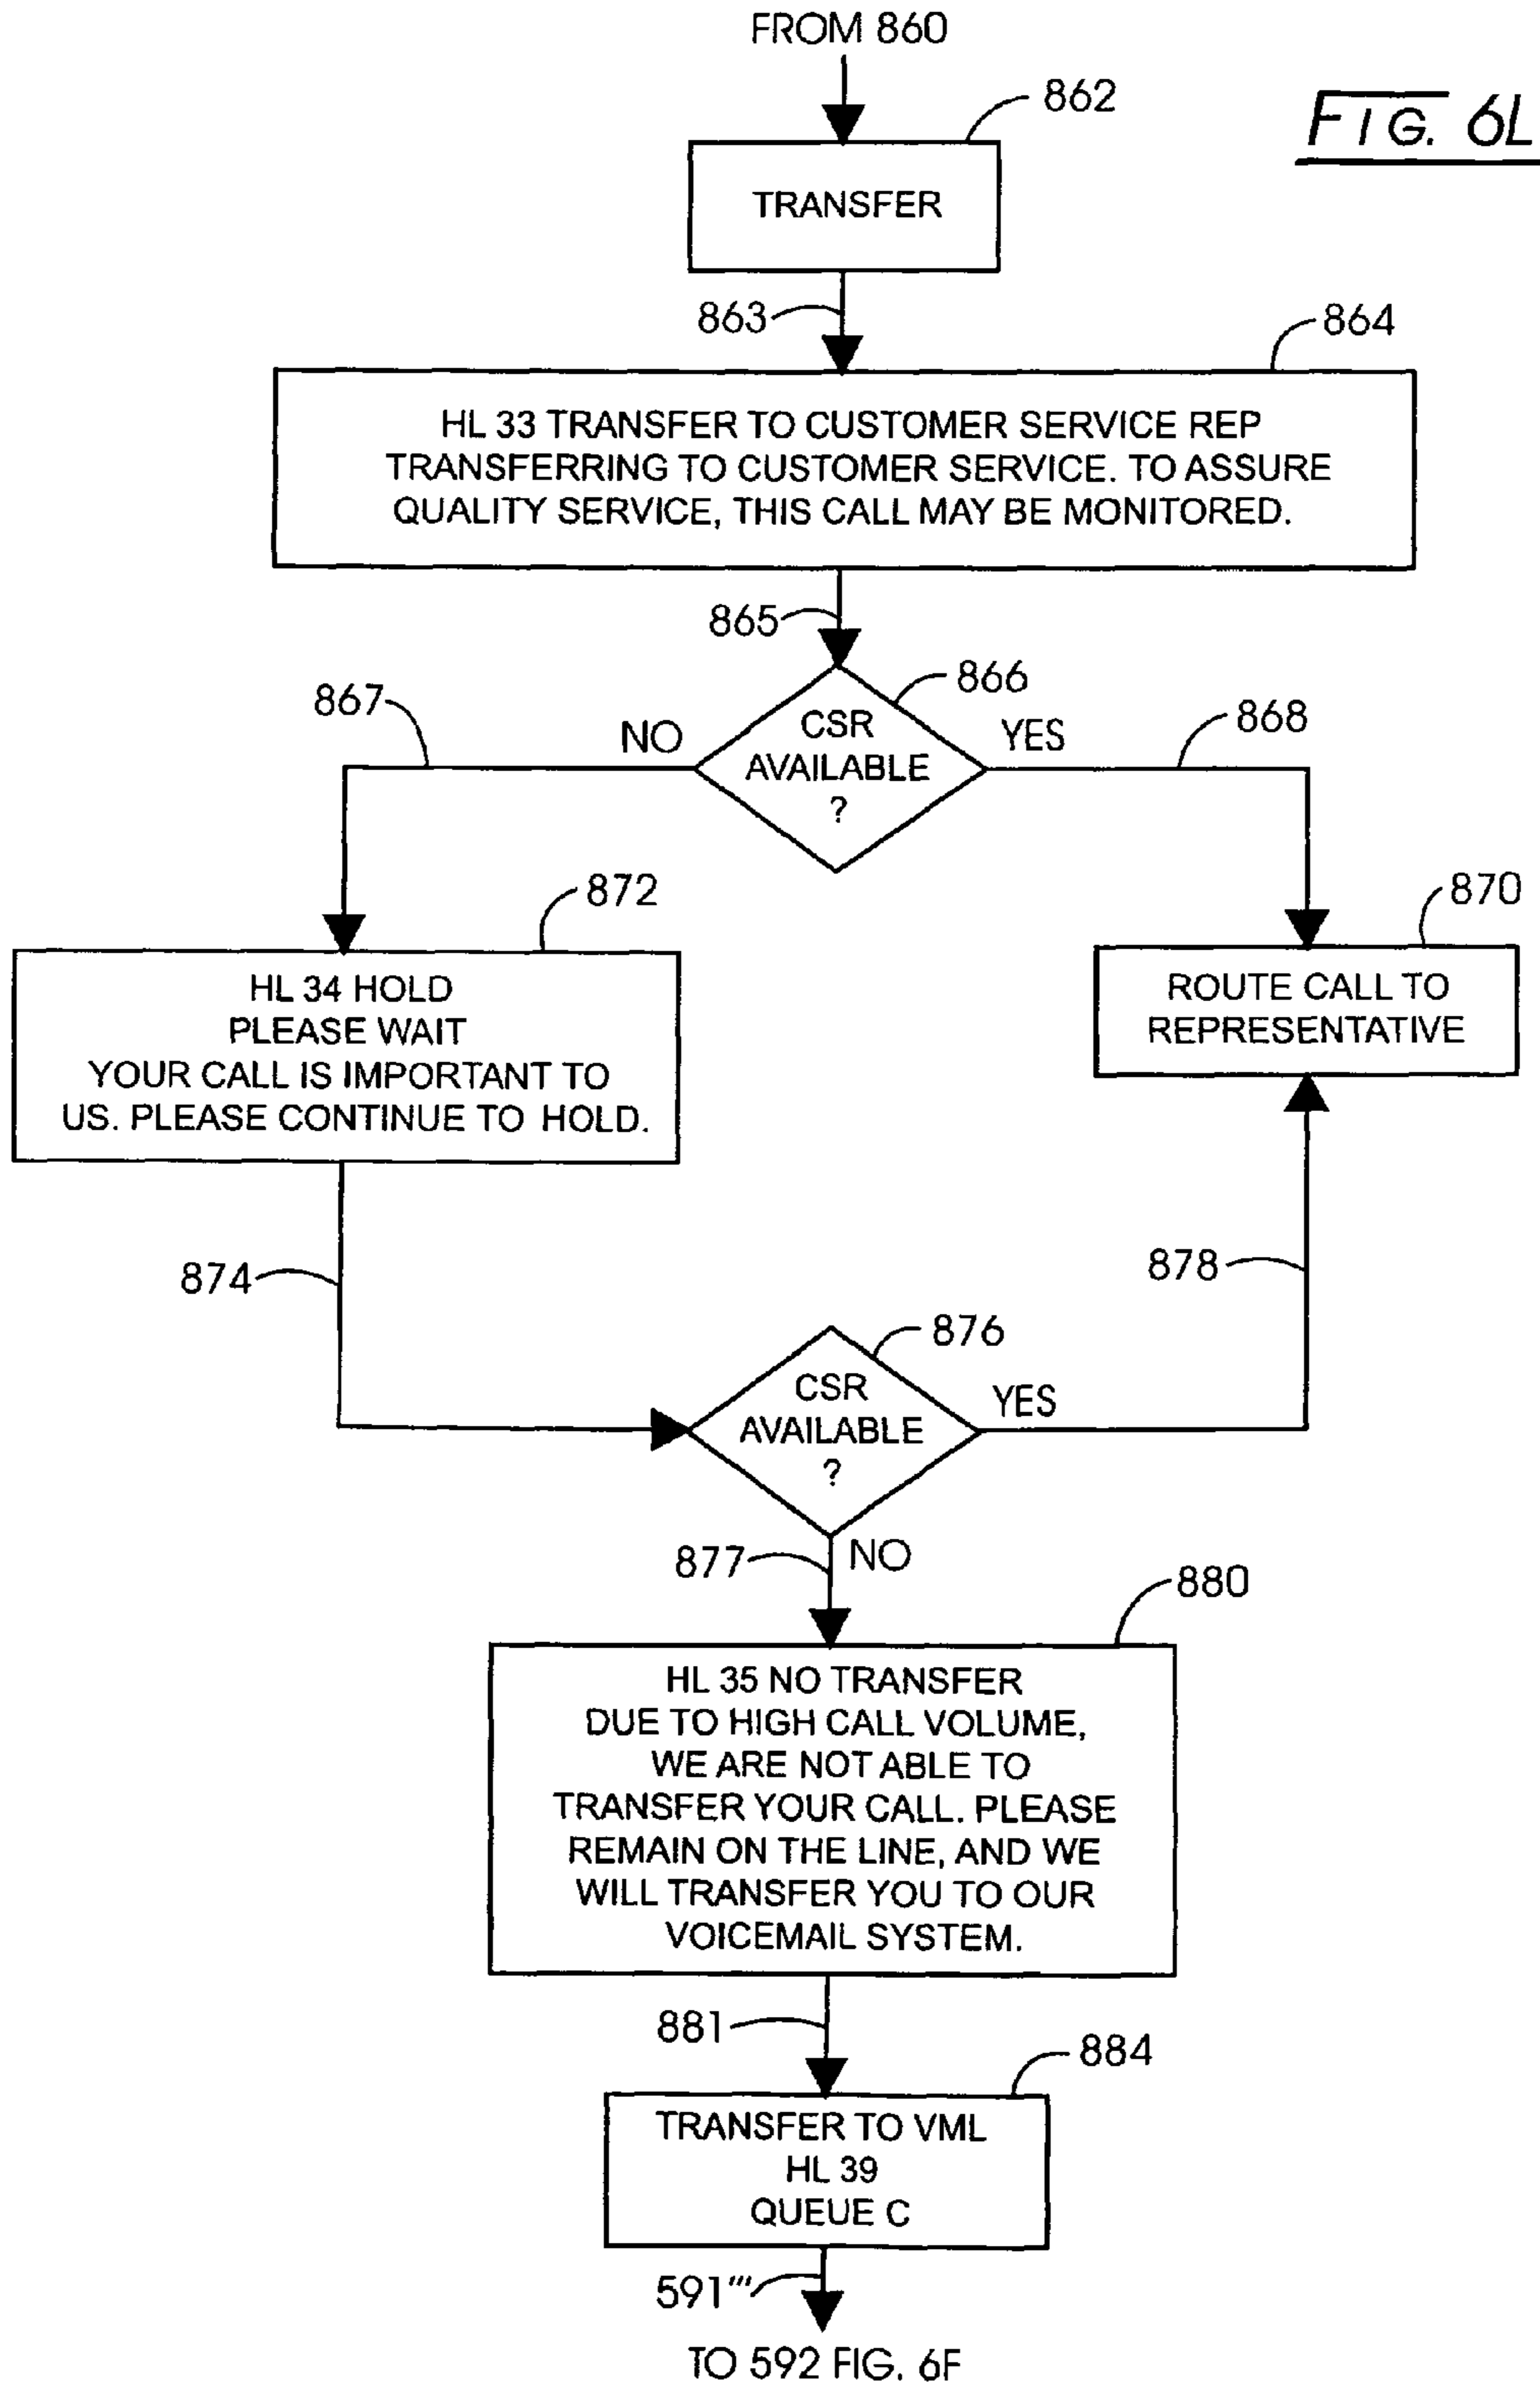 FROM 860
862
FIG. 6L
TRANSFER
863
864
HL 33 TRANSFER TO CUSTOMER SERVICE REP
TRANSFERRING TO CUSTOMER SERVICE. TO ASSURE
QUALITY SERVICE, THIS CALL MAY BE MONITORED.
865
866
867
NO
CSR
AVAILABLE
?
YES
868
872
870
HL 34 HOLD
PLEASE WAIT
YOUR CALL IS IMPORTANT TO
US. PLEASE CONTINUE TO HOLD.
ROUTE CALL TO
REPRESENTATIVE
874
878
876
CSR
AVAILABLE
?
YES
877
NO
880
HL 35 NO TRANSFER
DUE TO HIGH CALL VOLUME,
WE ARE NOT ABLE TO
TRANSFER YOUR CALL. PLEASE
REMAIN ON THE LINE, AND WE
WILL TRANSFER YOU TO OUR
VOICEMAIL SYSTEM.
881
884
TRANSFER TO VML
HL 39
QUEUE C
591'''
TO 592 FIG. 6F